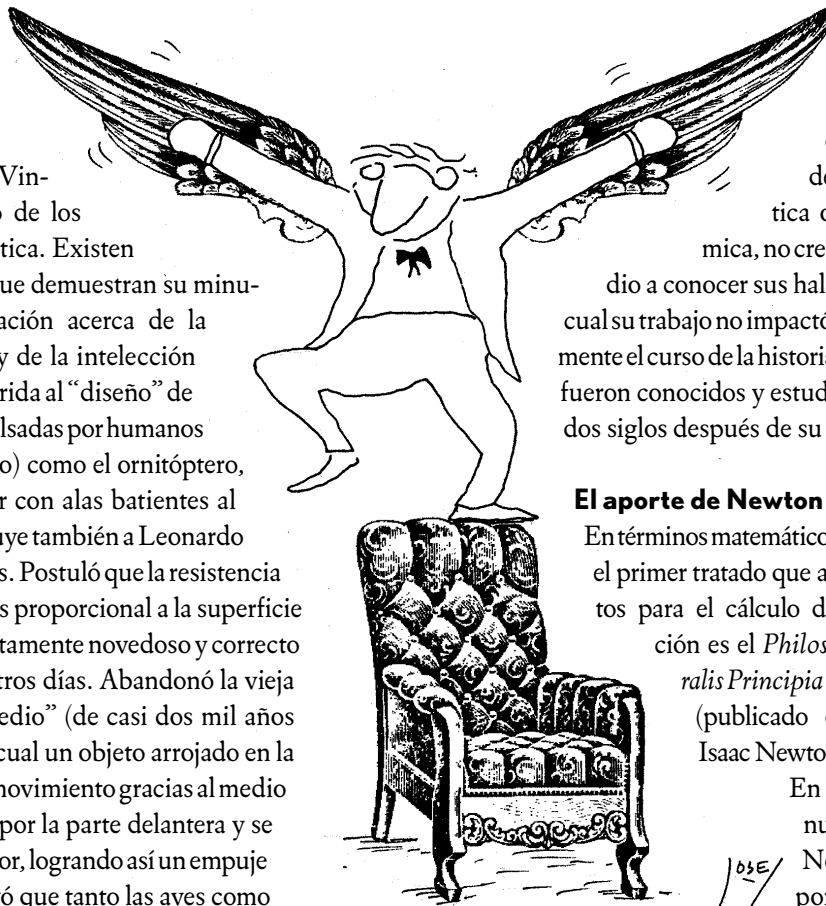 Vin-
o de los
tica. Existen
ue demuestran su minu-
ación acerca de la
y de la intelección
rida al “diseño” de
lsadas por humanos
o) como el ornitóptero,
r con alas batientes al
uye también a Leonardo
s. Postuló que la resistencia
s proporcional a la superficie
tamente novedoso y correcto
tros días. Abandonó la vieja
edio” (de casi dos mil años
cual un objeto arrojado en la
movimiento gracias al medio
por la parte delantera y se
or, logrando así un empuje
ró que tanto las aves como
de
tica
mica, no cre
dio a conocer sus hal
cual su trabajo no impactó
mente el curso de la historia
fueron conocidos y estud
dos siglos después de su
El aporte de Newton
En términos matemático
el primer tratado que a
tos para el cálculo d
ción es el Philos
ralis Principia
(publicado
Isaac Newto
En
nu
Ne
por